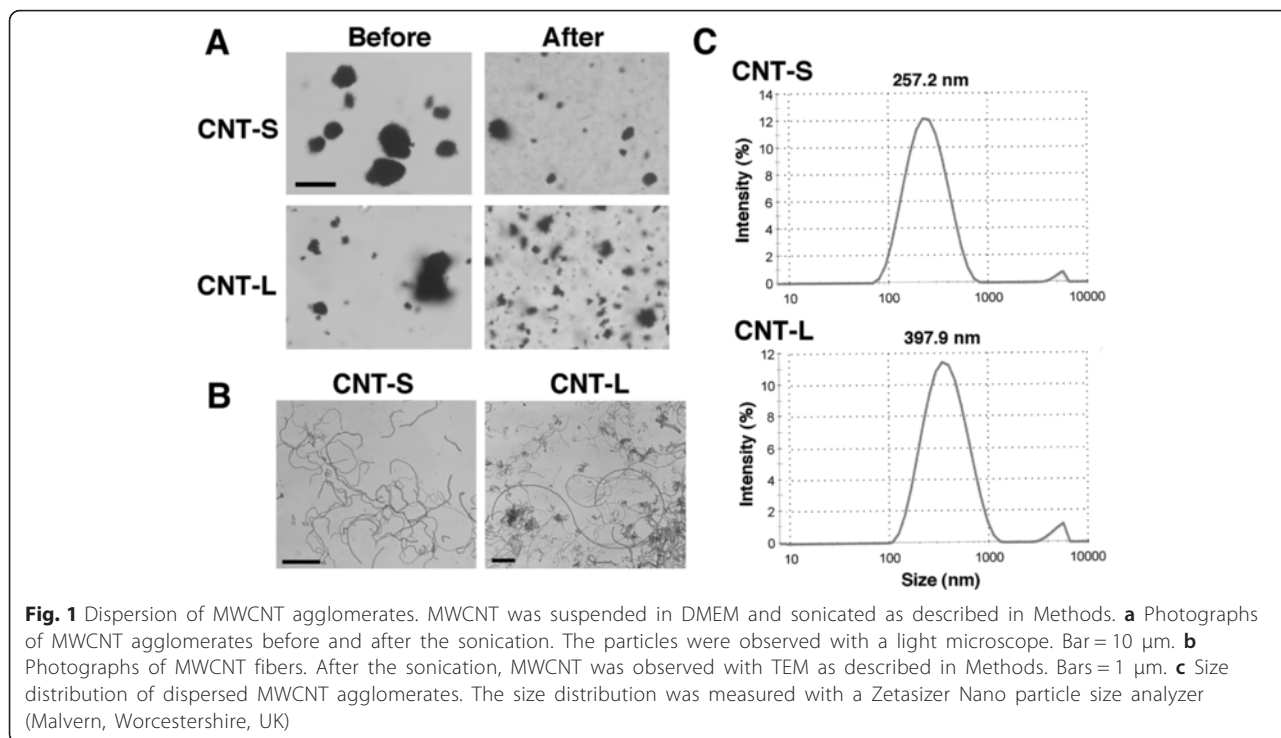 A
Before
After
CNT-S
CNT-L
B
CNT-S
CNT-L
C
CNT-S
257.2 nm
14
12
10
8
6
4
2
0
Intensity (%)
10
100
1000
10000
CNT-L
397.9 nm
12
10
8
6
4
2
0
Intensity (%)
10
100
1000
10000
Size (nm)
Fig. 1 Dispersion of MWCNT agglomerates. MWCNT was suspended in DMEM and sonicated as described in Methods. a Photographs
of MWCNT agglomerates before and after the sonication. The particles were observed with a light microscope. Bar = 10 μm. b
Photographs of MWCNT fibers. After the sonication, MWCNT was observed with TEM as described in Methods. Bars = 1 μm. c Size
distribution of dispersed MWCNT agglomerates. The size distribution was measured with a Zetasizer Nano particle size analyzer
(Malvern, Worcestershire, UK)